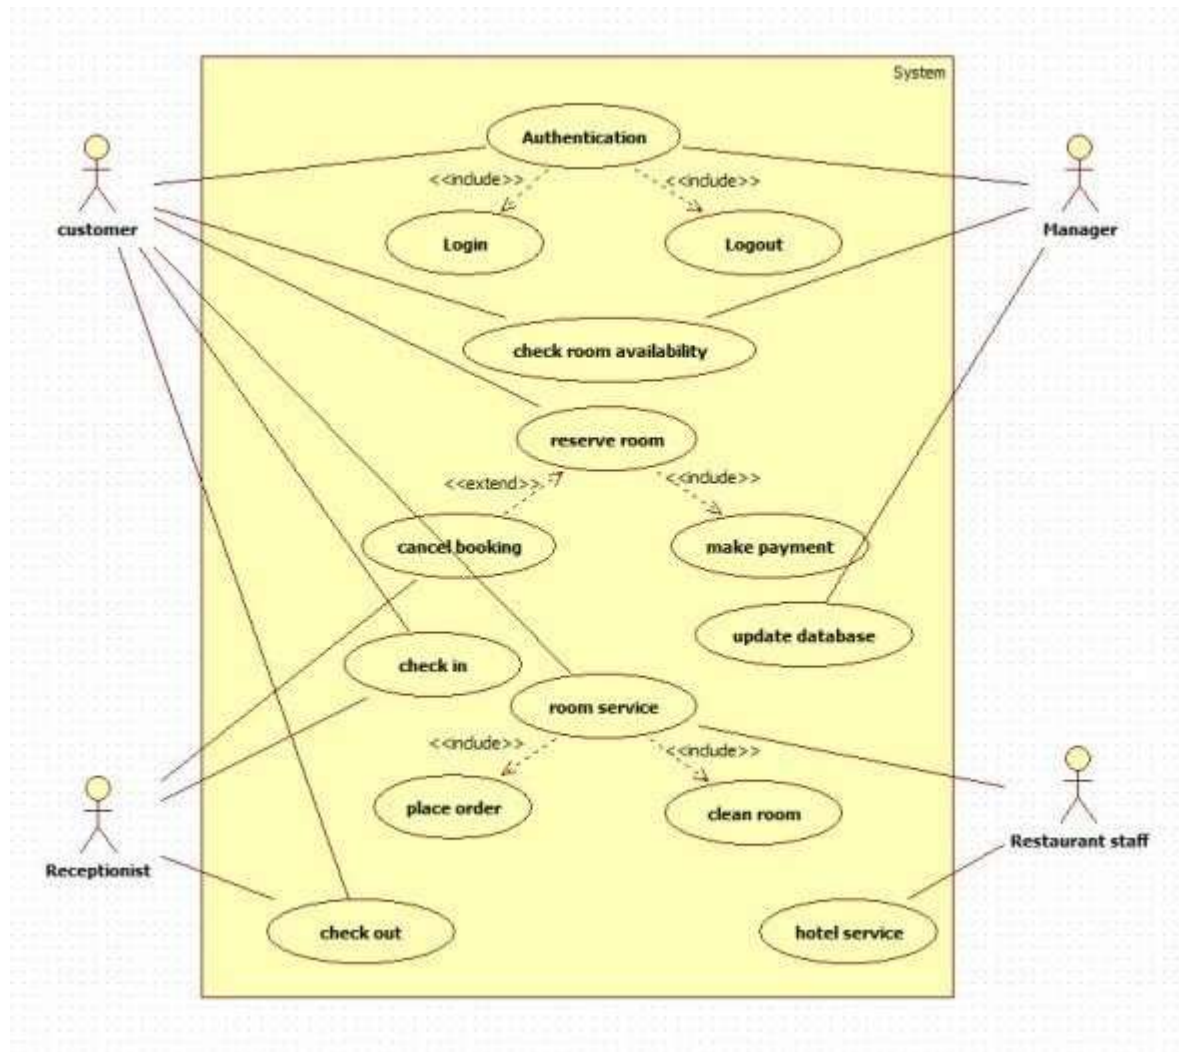 System
Authentication
<<include>>
<<include>>
customer
Manager
Login
Logout
check room availability
reserve room
<<extend>>
<<include>>
cancel booking
make payment
update database
check in
room service
<<include>>
<<include>>
place order
clean room
Restaurant staff
Receptionist
check out
hotel service